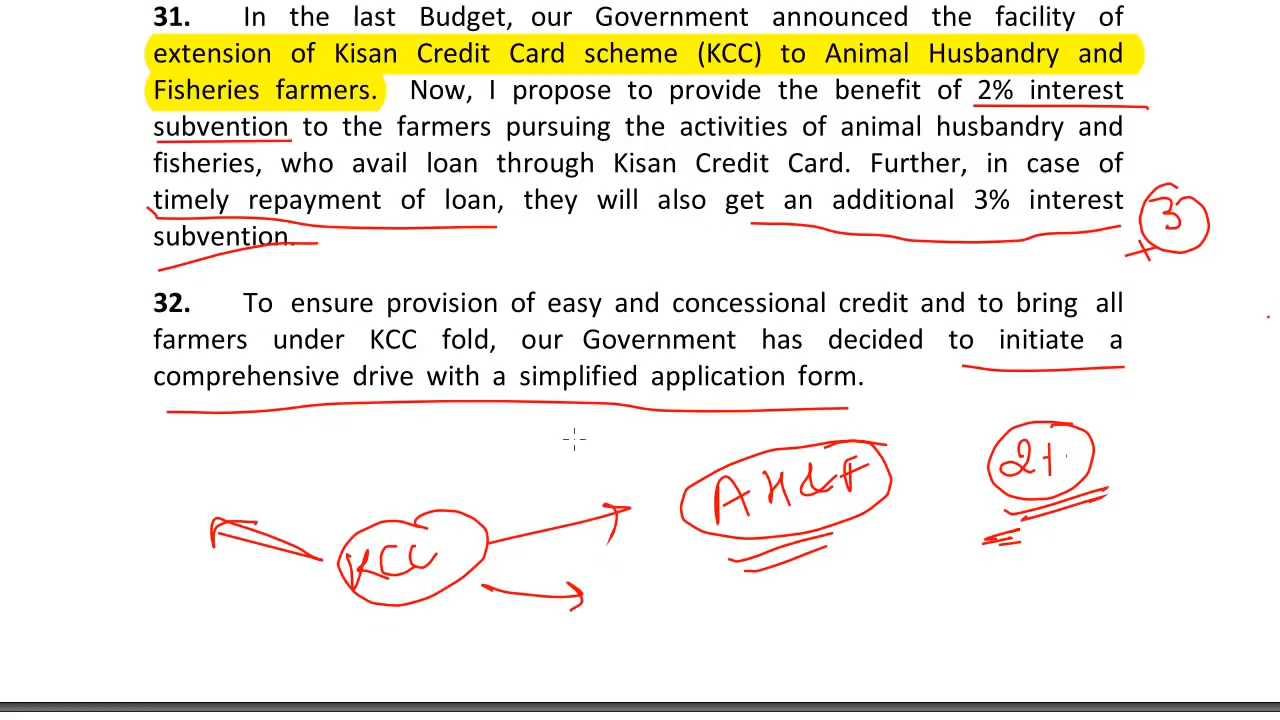 31. In the last Budget, our Government announced the facility of
extension of Kisan Credit Card scheme (KCC) to Animal Husbandry and
Fisheries farmers. Now, I propose to provide the benefit of 2% interest
subvention to the farmers pursuing the activities of animal husbandry and
fisheries, who avail loan through Kisan Credit Card. Further, in case of
timely repayment of loan, they will also get an additional 3% interest
subvention.
3
+
32. To ensure provision of easy and concessional credit and to bring all
farmers under KCC fold, our Government has decided to initiate a
comprehensive drive with a simplified application form.
AH&F
KCC